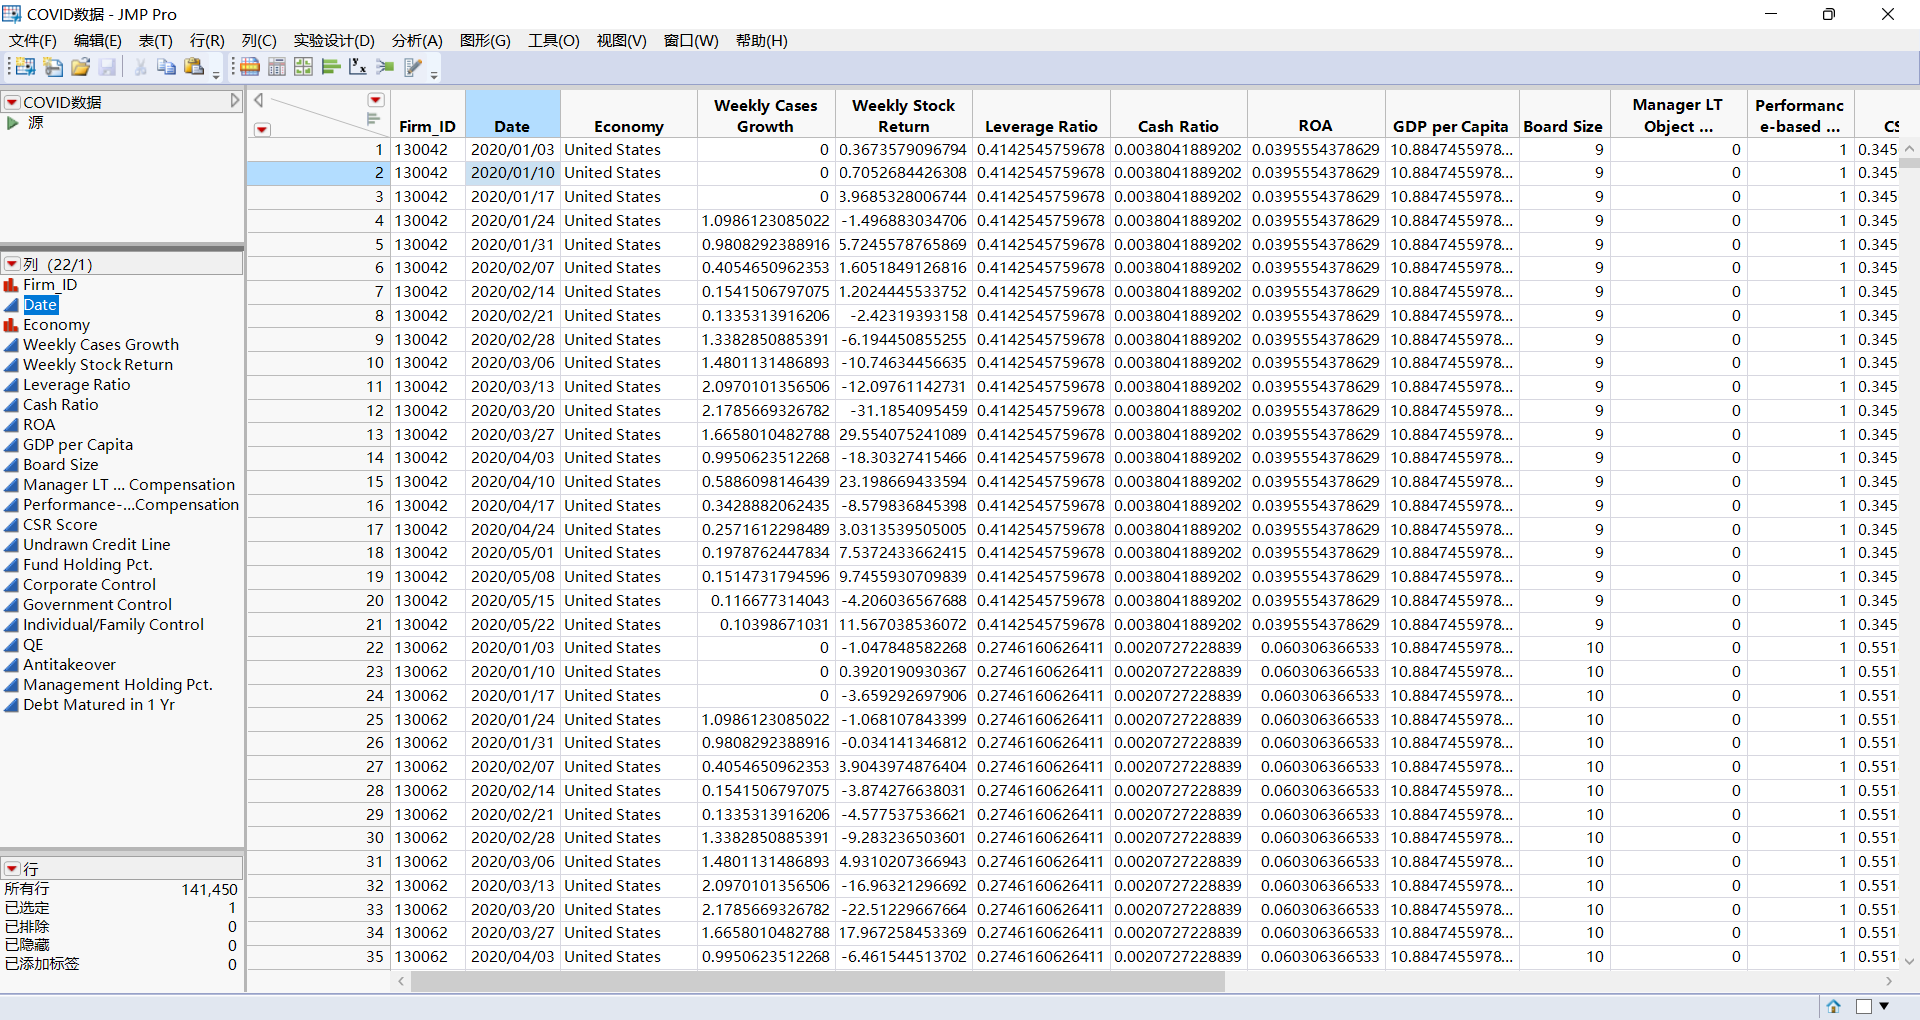 COVID数据 - JMP Pro
文件(F) 编辑(E) 表(T) 行(R) 列(C) 实验设计(D) 分析(A) 图形(G) 工具(O) 视图(V) 窗口(W) 帮助(H)
COVID数据
源
列 (22/1)
Firm_ID
Date
Economy
Weekly Cases Growth
Weekly Stock Return
Leverage Ratio
Cash Ratio
ROA
GDP per Capita
Board Size
Manager LT ... Compensation
Performance-...Compensation
CSR Score
Undrawn Credit Line
Fund Holding Pct.
Corporate Control
Government Control
Individual/Family Control
QE
Antitakeover
Management Holding Pct.
Debt Matured in 1 Yr
行
所有行 141,450
已选定 1
已排除 0
已隐藏 0
已添加标签 0
Weekly Cases Weekly Stock Manager LT Performanc
Firm_ID Date Economy Growth Return Leverage Ratio Cash Ratio ROA GDP per Capita Board Size Object ... e-based ... CS
1 130042 2020/01/03 United States 0 0.3673579096794 0.4142545759678 0.0038041889202 0.0395554378629 10.8847455978... 9 0 1 0.345
2 130042 2020/01/10 United States 0 0.7052684426308 0.4142545759678 0.0038041889202 0.0395554378629 10.8847455978... 9 0 1 0.345
3 130042 2020/01/17 United States 0 3.9685328006744 0.4142545759678 0.0038041889202 0.0395554378629 10.8847455978... 9 0 1 0.345
4 130042 2020/01/24 United States 1.0986123085022 -1.496883034706 0.4142545759678 0.0038041889202 0.0395554378629 10.8847455978... 9 0 1 0.345
5 130042 2020/01/31 United States 0.9808292388916 5.7245578765869 0.4142545759678 0.0038041889202 0.0395554378629 10.8847455978... 9 0 1 0.345
6 130042 2020/02/07 United States 0.4054650962353 1.6051849126816 0.4142545759678 0.0038041889202 0.0395554378629 10.8847455978... 9 0 1 0.345
7 130042 2020/02/14 United States 0.1541506797075 1.2024445533752 0.4142545759678 0.0038041889202 0.0395554378629 10.8847455978... 9 0 1 0.345
8 130042 2020/02/21 United States 0.1335313916206 -2.42319393158 0.4142545759678 0.0038041889202 0.0395554378629 10.8847455978... 9 0 1 0.345
9 130042 2020/02/28 United States 1.3382850885391 -6.194450855255 0.4142545759678 0.0038041889202 0.0395554378629 10.8847455978... 9 0 1 0.345
10 130042 2020/03/06 United States 1.4801131486893 -10.74634456635 0.4142545759678 0.0038041889202 0.0395554378629 10.8847455978... 9 0 1 0.345
11 130042 2020/03/13 United States 2.0970101356506 -12.09761142731 0.4142545759678 0.0038041889202 0.0395554378629 10.8847455978... 9 0 1 0.345
12 130042 2020/03/20 United States 2.1785669326782 -31.1854095459 0.4142545759678 0.0038041889202 0.0395554378629 10.8847455978... 9 0 1 0.345
13 130042 2020/03/27 United States 1.6658010482788 29.554075241089 0.4142545759678 0.0038041889202 0.0395554378629 10.8847455978... 9 0 1 0.345
14 130042 2020/04/03 United States 0.9950623512268 -18.30327415466 0.4142545759678 0.0038041889202 0.0395554378629 10.8847455978... 9 0 1 0.345
15 130042 2020/04/10 United States 0.5886098146439 23.198669433594 0.4142545759678 0.0038041889202 0.0395554378629 10.8847455978... 9 0 1 0.345
16 130042 2020/04/17 United States 0.3428882062435 -8.579836845398 0.4142545759678 0.0038041889202 0.0395554378629 10.8847455978... 9 0 1 0.345
17 130042 2020/04/24 United States 0.2571612298489 3.0313539505005 0.4142545759678 0.0038041889202 0.0395554378629 10.8847455978... 9 0 1 0.345
18 130042 2020/05/01 United States 0.1978762447834 7.5372433662415 0.4142545759678 0.0038041889202 0.0395554378629 10.8847455978... 9 0 1 0.345
19 130042 2020/05/08 United States 0.1514731794596 9.7455930709839 0.4142545759678 0.0038041889202 0.0395554378629 10.8847455978... 9 0 1 0.345
20 130042 2020/05/15 United States 0.116677314043 -4.206036567688 0.4142545759678 0.0038041889202 0.0395554378629 10.8847455978... 9 0 1 0.345
21 130042 2020/05/22 United States 0.10398671031 11.567038536072 0.4142545759678 0.0038041889202 0.0395554378629 10.8847455978... 9 0 1 0.345
22 130062 2020/01/03 United States 0 -1.047848582268 0.2746160626411 0.0020727228839 0.060306366533 10.8847455978... 10 0 1 0.551
23 130062 2020/01/10 United States 0 0.3920190930367 0.2746160626411 0.0020727228839 0.060306366533 10.8847455978... 10 0 1 0.551
24 130062 2020/01/17 United States 0 -3.659292697906 0.2746160626411 0.0020727228839 0.060306366533 10.8847455978... 10 0 1 0.551
25 130062 2020/01/24 United States 1.0986123085022 -1.068107843399 0.2746160626411 0.0020727228839 0.060306366533 10.8847455978... 10 0 1 0.551
26 130062 2020/01/31 United States 0.9808292388916 -0.034141346812 0.2746160626411 0.0020727228839 0.060306366533 10.8847455978... 10 0 1 0.551
27 130062 2020/02/07 United States 0.4054650962353 3.9043974876404 0.2746160626411 0.0020727228839 0.060306366533 10.8847455978... 10 0 1 0.551
28 130062 2020/02/14 United States 0.1541506797075 -3.874276638031 0.2746160626411 0.0020727228839 0.060306366533 10.8847455978... 10 0 1 0.551
29 130062 2020/02/21 United States 0.1335313916206 -4.577537536621 0.2746160626411 0.0020727228839 0.060306366533 10.8847455978... 10 0 1 0.551
30 130062 2020/02/28 United States 1.3382850885391 -9.283236503601 0.2746160626411 0.0020727228839 0.060306366533 10.8847455978... 10 0 1 0.551
31 130062 2020/03/06 United States 1.4801131486893 4.9310207366943 0.2746160626411 0.0020727228839 0.060306366533 10.8847455978... 10 0 1 0.551
32 130062 2020/03/13 United States 2.0970101356506 -16.96321296692 0.2746160626411 0.0020727228839 0.060306366533 10.8847455978... 10 0 1 0.551
33 130062 2020/03/20 United States 2.1785669326782 -22.51229667664 0.2746160626411 0.0020727228839 0.060306366533 10.8847455978... 10 0 1 0.551
34 130062 2020/03/27 United States 1.6658010482788 17.967258453369 0.2746160626411 0.0020727228839 0.060306366533 10.8847455978... 10 0 1 0.551
35 130062 2020/04/03 United States 0.9950623512268 -6.461544513702 0.2746160626411 0.0020727228839 0.060306366533 10.8847455978... 10 0 1 0.551